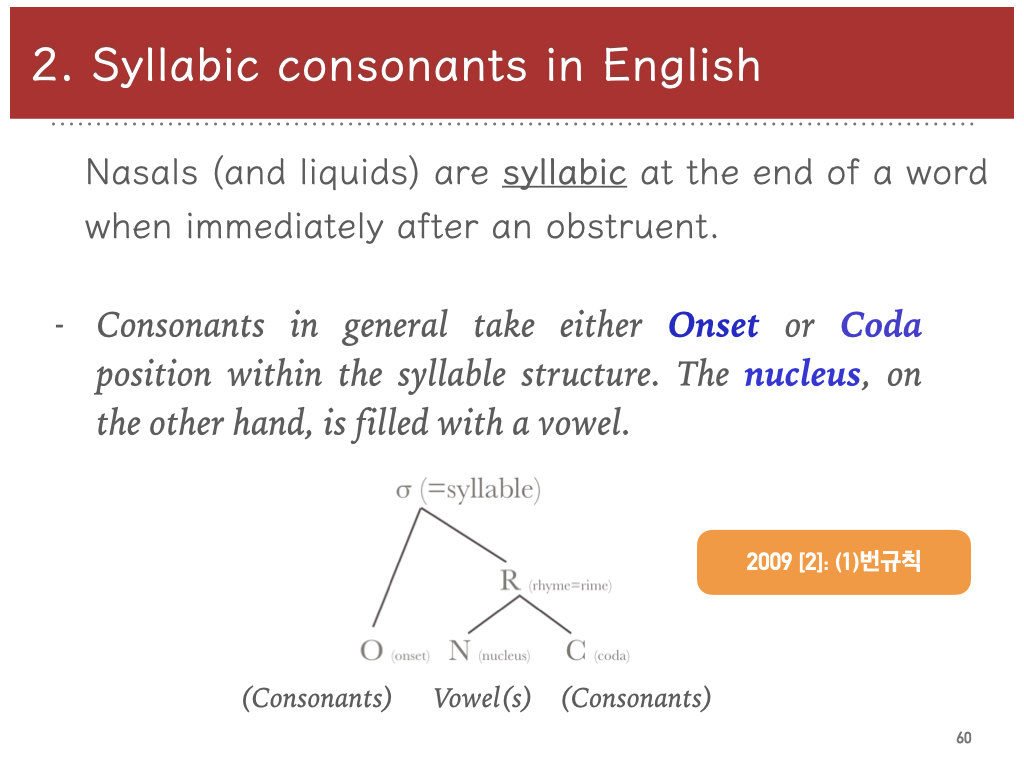 2. Syllabic consonants in English
Nasals (and liquids) are syllabic at the end of a word
when immediately after an obstruent.
- Consonants in general take either Onset or Coda
position within the syllable structure. The nucleus, on
the other hand, is filled with a vowel.
σ (=syllable)
R (rhyme=rime)
2009 [2]: (1)번규칙
O (onset) N (nucleus) C (coda)
(Consonants) Vowel(s) (Consonants)
60